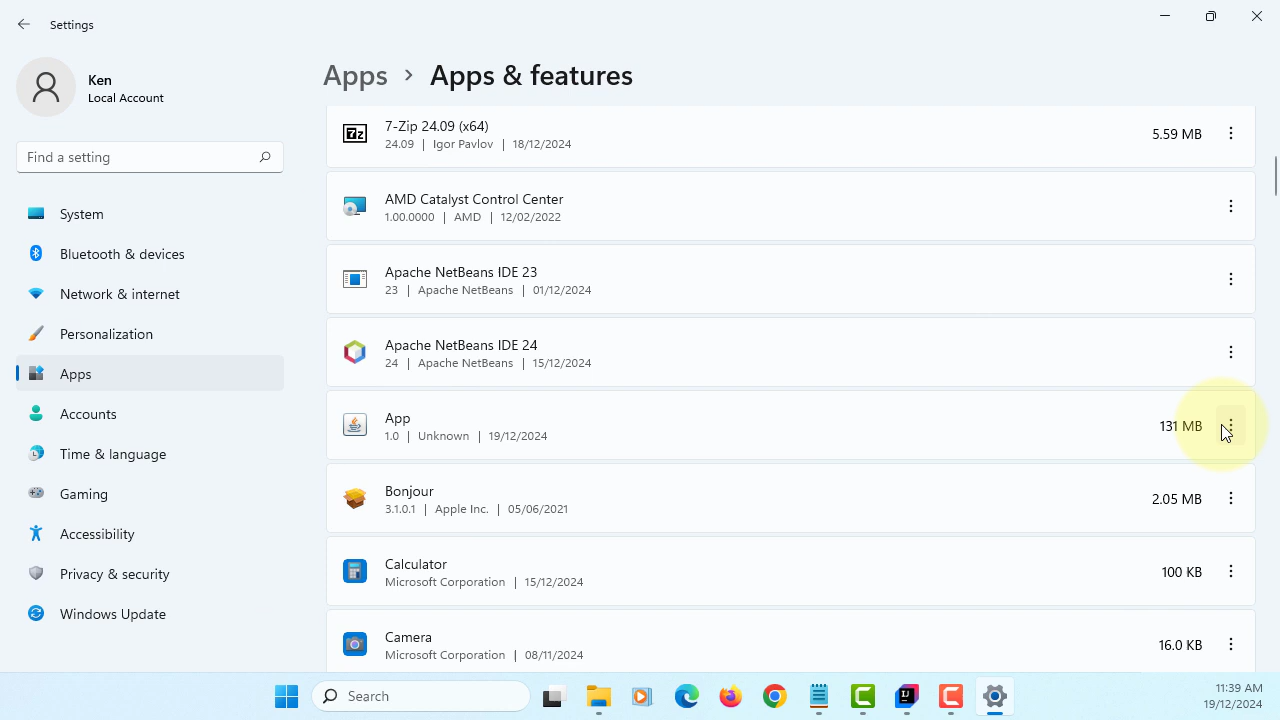 Settings
Ken
Local Account
Find a setting
System
Bluetooth & devices
Network & internet
Personalization
Apps
Accounts
Time & language
Gaming
Accessibility
Privacy & security
Windows Update
Apps > Apps & features
7-Zip 24.09 (x64)
24.09 | Igor Pavlov | 18/12/2024
5.59 MB
AMD Catalyst Control Center
1.00.0000 | AMD | 12/02/2022
Apache NetBeans IDE 23
23 | Apache NetBeans | 01/12/2024
Apache NetBeans IDE 24
24 | Apache NetBeans | 15/12/2024
App
1.0 | Unknown | 19/12/2024
131 MB
Bonjour
3.1.0.1 | Apple Inc. | 05/06/2021
2.05 MB
Calculator
Microsoft Corporation | 15/12/2024
100 KB
Camera
Microsoft Corporation | 08/11/2024
16.0 KB
Search
11:39 AM
19/12/2024